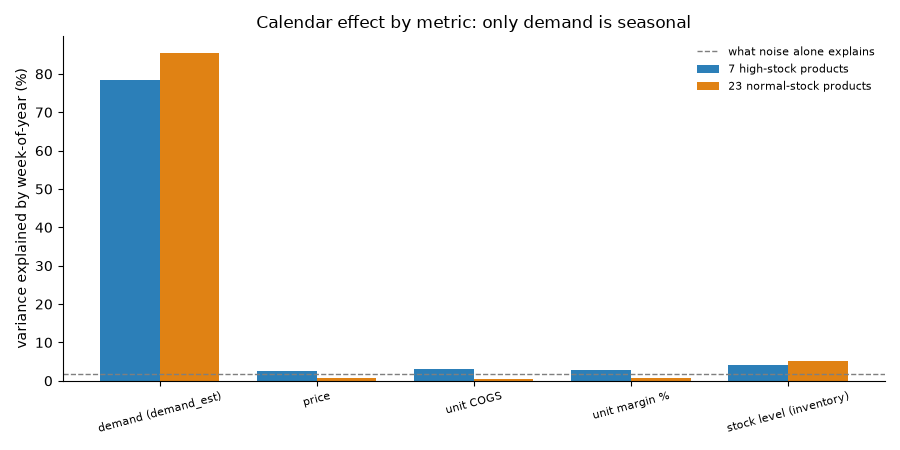 Calendar effect by metric: only demand is seasonal
what noise alone explains
7 high-stock products
23 normal-stock products
variance explained by week-of-year (%)
80
70
60
50
40
30
20
10
0
demand (demand_est)
price
unit COGS
unit margin %
stock level (inventory)